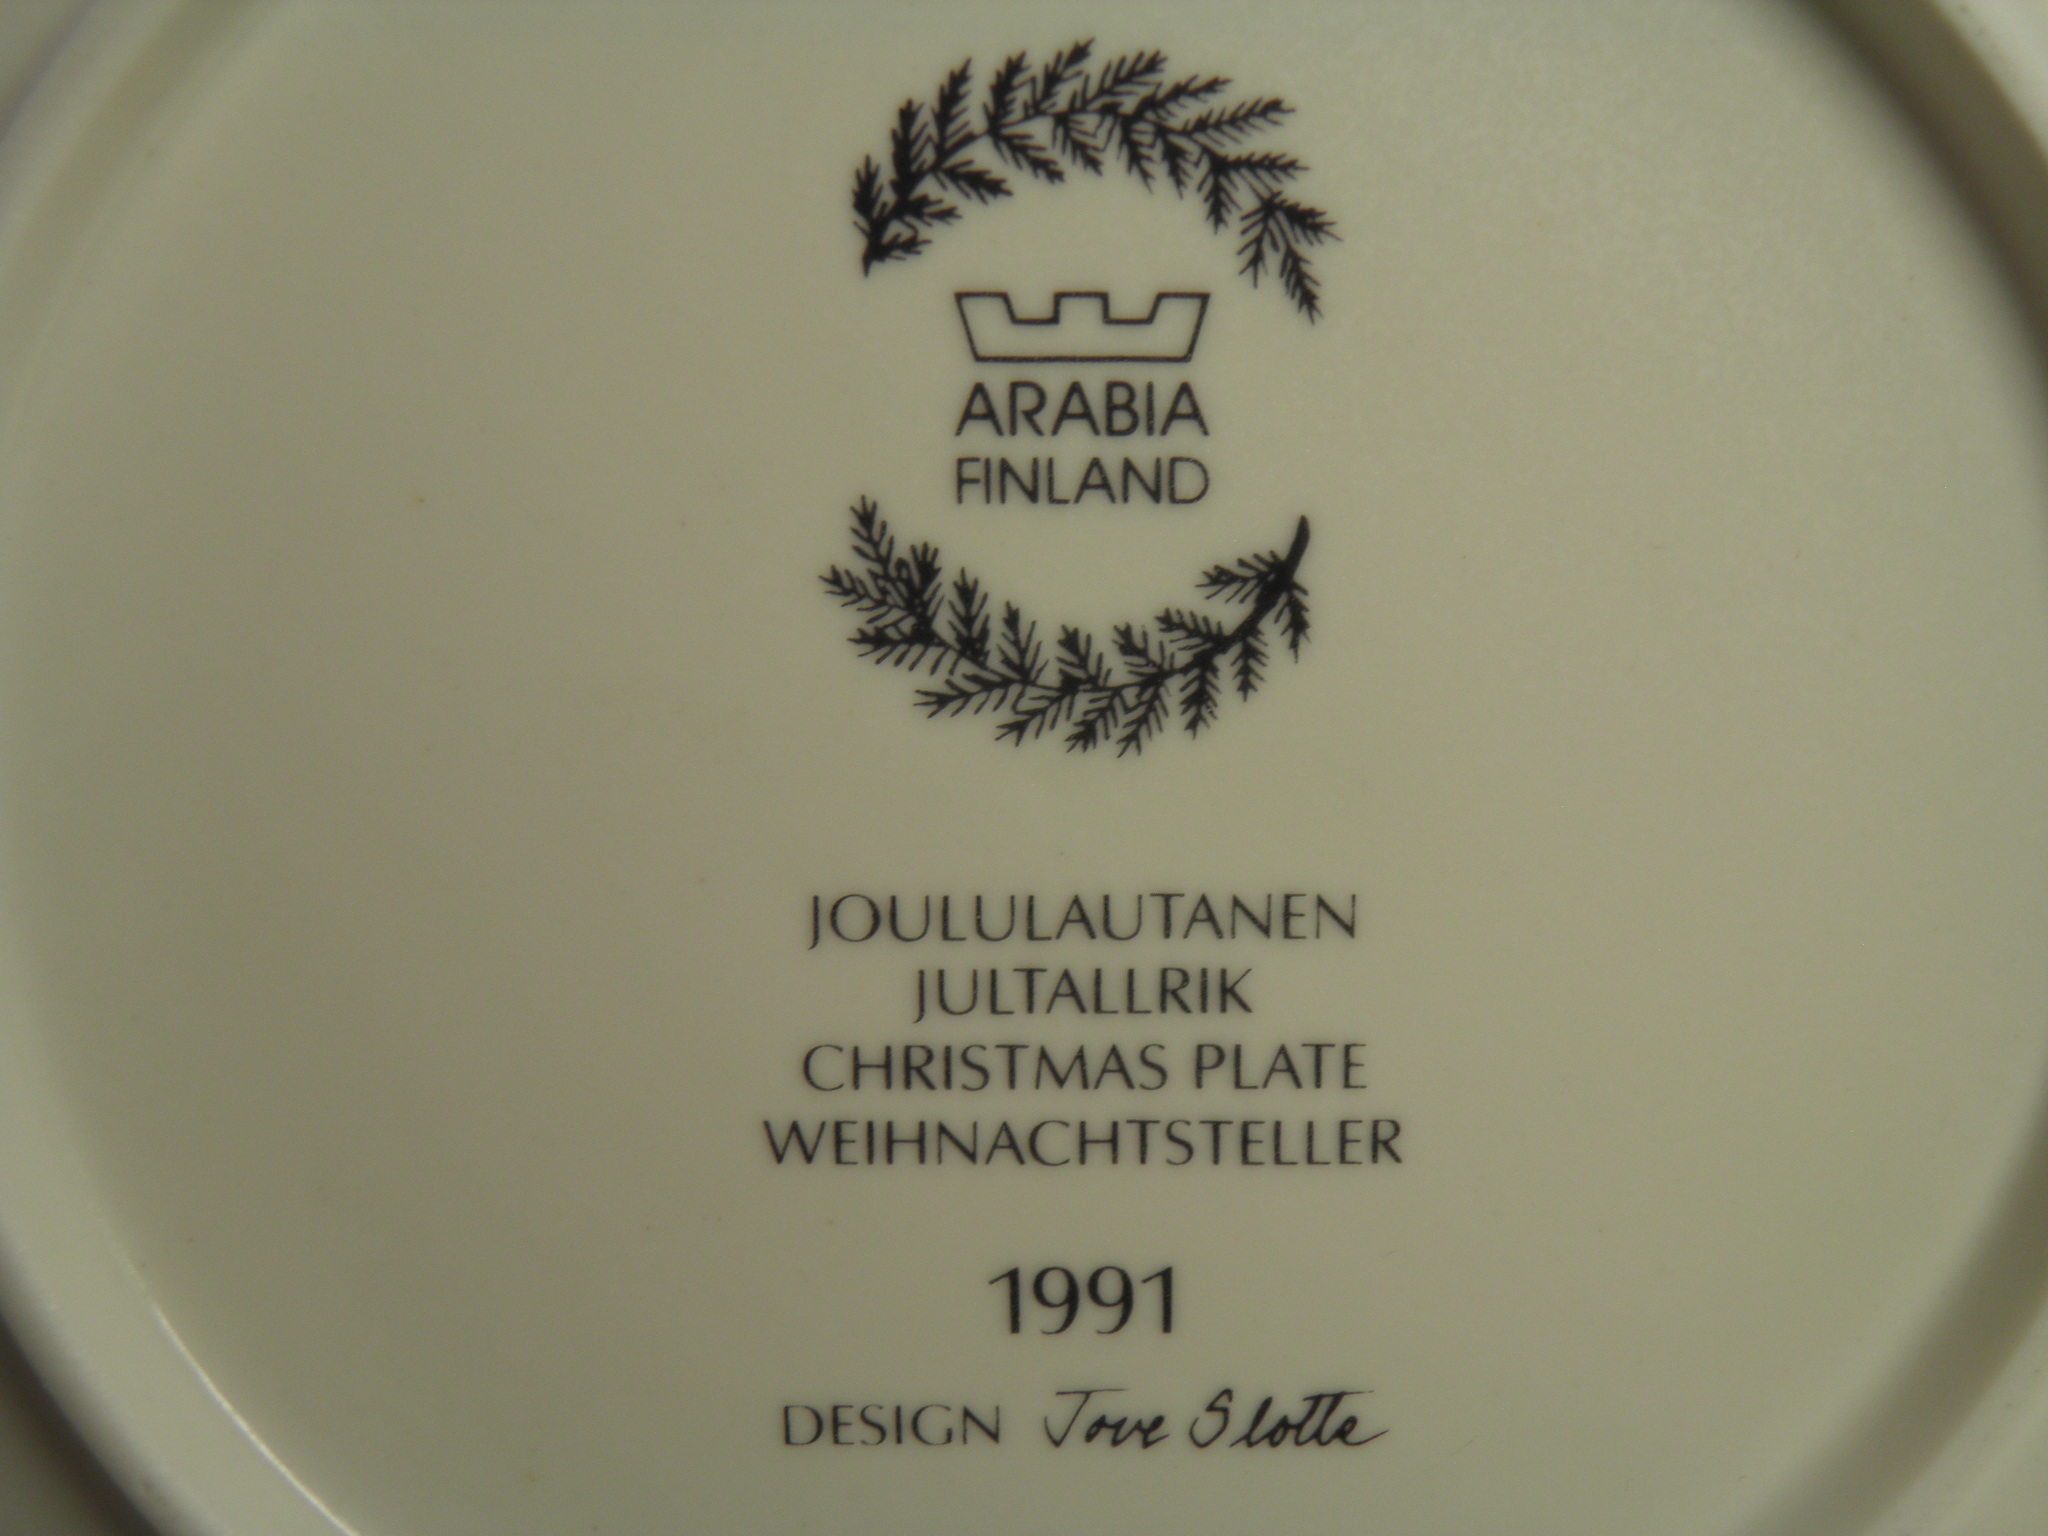 ARABIA
FINLAND
JOULULAUTANEN
JULTALLRIK
CHRISTMAS PLATE
WEIHNACHTSTELLER
1991
DESIGN Tove Slotte